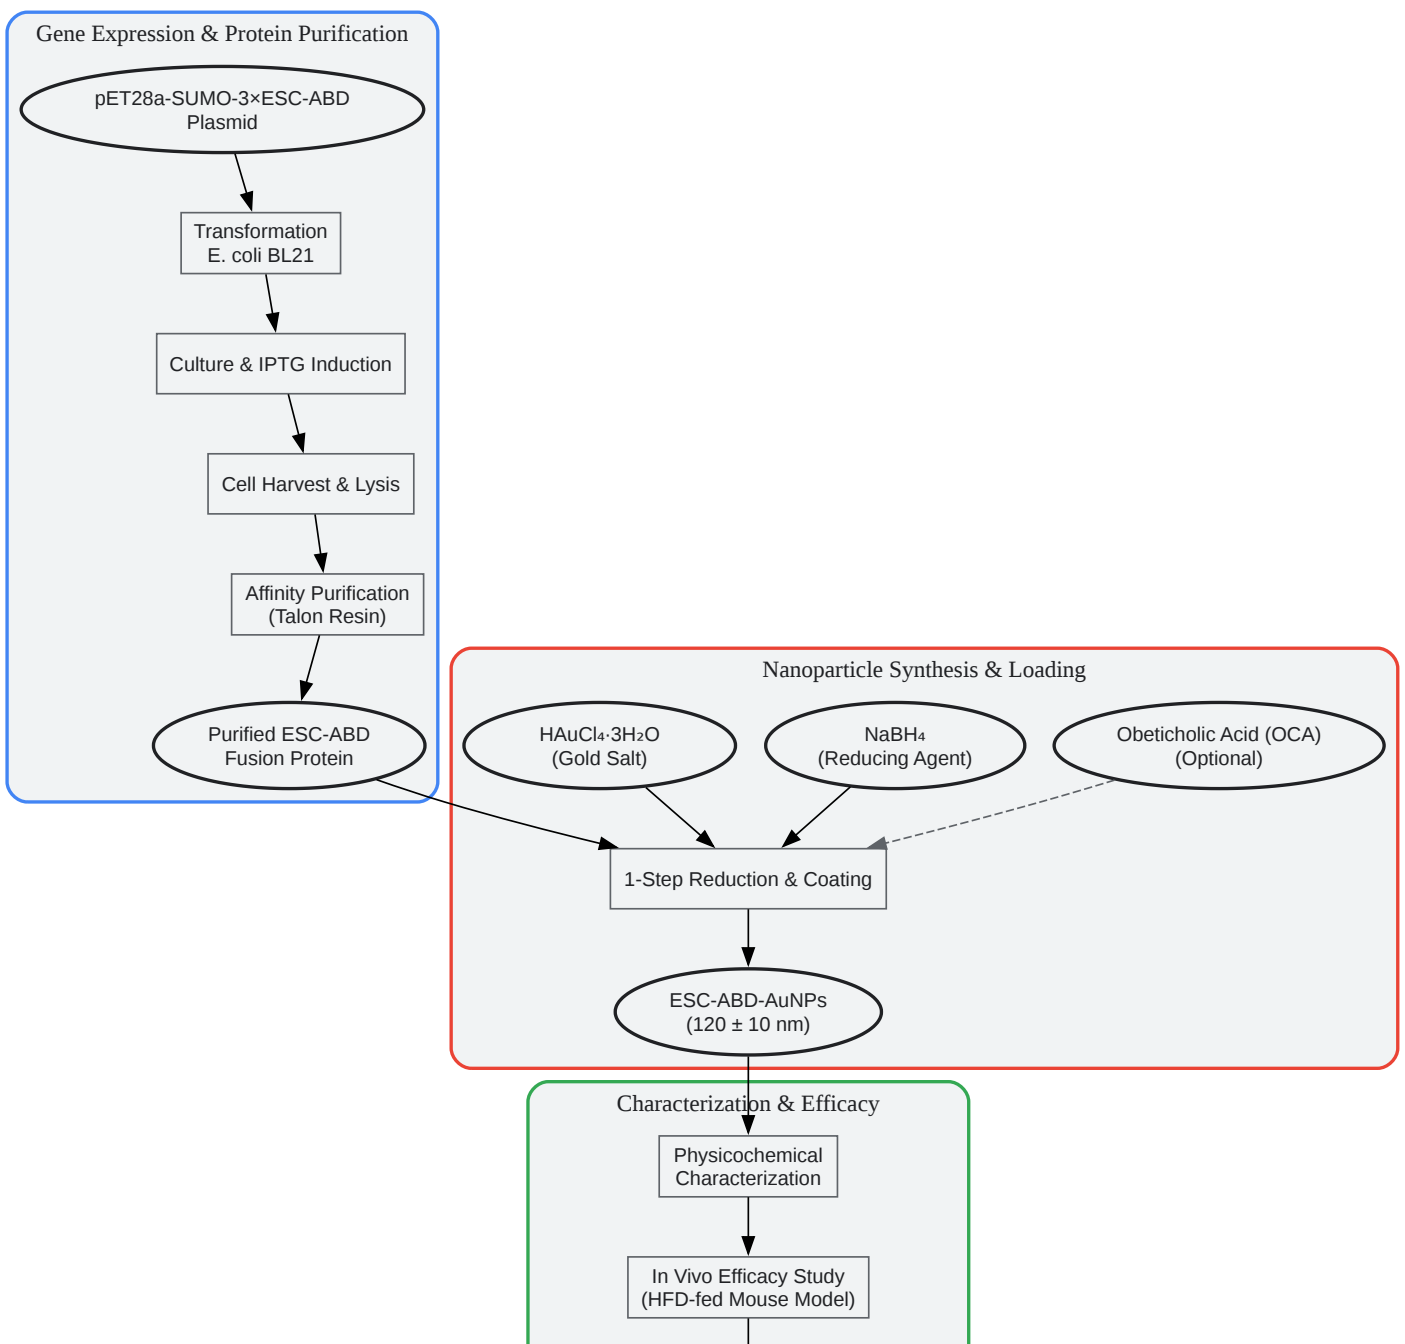 Gene Expression & Protein Purification
pET28a-SUMO-3×ESC-ABD
Plasmid
Transformation
E. coli BL21
Culture & IPTG Induction
Cell Harvest & Lysis
Affinity Purification
(Talon Resin)
Purified ESC-ABD
Fusion Protein
Nanoparticle Synthesis & Loading
HAuCl₄·3H₂O
(Gold Salt)
NaBH₄
(Reducing Agent)
Obeticholic Acid (OCA)
(Optional)
1-Step Reduction & Coating
ESC-ABD-AuNPs
(120 ± 10 nm)
Characterization & Efficacy
Physicochemical
Characterization
In Vivo Efficacy Study
(HFD-fed Mouse Model)